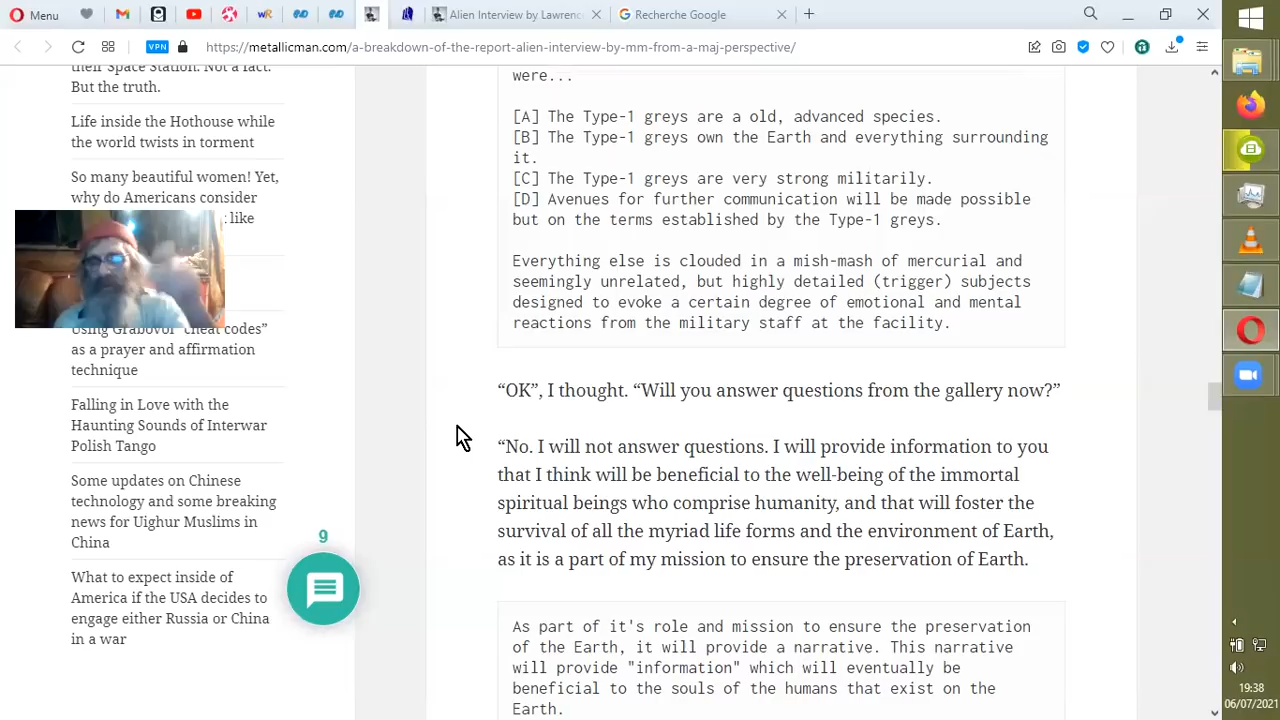 Menu
Alien Interview by Lawrenc
Recherche Google
VPN
https://metallicman.com/a-breakdown-of-the-report-alien-interview-by-mm-from-a-maj-perspective/
their Space Station. Not a fact.
But the truth.
Life inside the Hothouse while
the world twists in torment
So many beautiful women! Yet,
why do Americans consider
like
Using Grabovoi “cheat codes”
as a prayer and affirmation
technique
Falling in Love with the
Haunting Sounds of Interwar
Polish Tango
Some updates on Chinese
technology and some breaking
news for Uighur Muslims in
China
What to expect inside of
America if the USA decides to
engage either Russia or China
in a war
9
were...
[A] The Type-1 greys are a old, advanced species.
[B] The Type-1 greys own the Earth and everything surrounding
it.
[C] The Type-1 greys are very strong militarily.
[D] Avenues for further communication will be made possible
but on the terms established by the Type-1 greys.
Everything else is clouded in a mish-mash of mercurial and
seemingly unrelated, but highly detailed (trigger) subjects
designed to evoke a certain degree of emotional and mental
reactions from the military staff at the facility.
“OK”, I thought. “Will you answer questions from the gallery now?”
“No. I will not answer questions. I will provide information to you
that I think will be beneficial to the well-being of the immortal
spiritual beings who comprise humanity, and that will foster the
survival of all the myriad life forms and the environment of Earth,
as it is a part of my mission to ensure the preservation of Earth.
As part of it's role and mission to ensure the preservation
of the Earth, it will provide a narrative. This narrative
will provide "information" which will eventually be
beneficial to the souls of the humans that exist on the
Earth.
19:38
06/07/2021